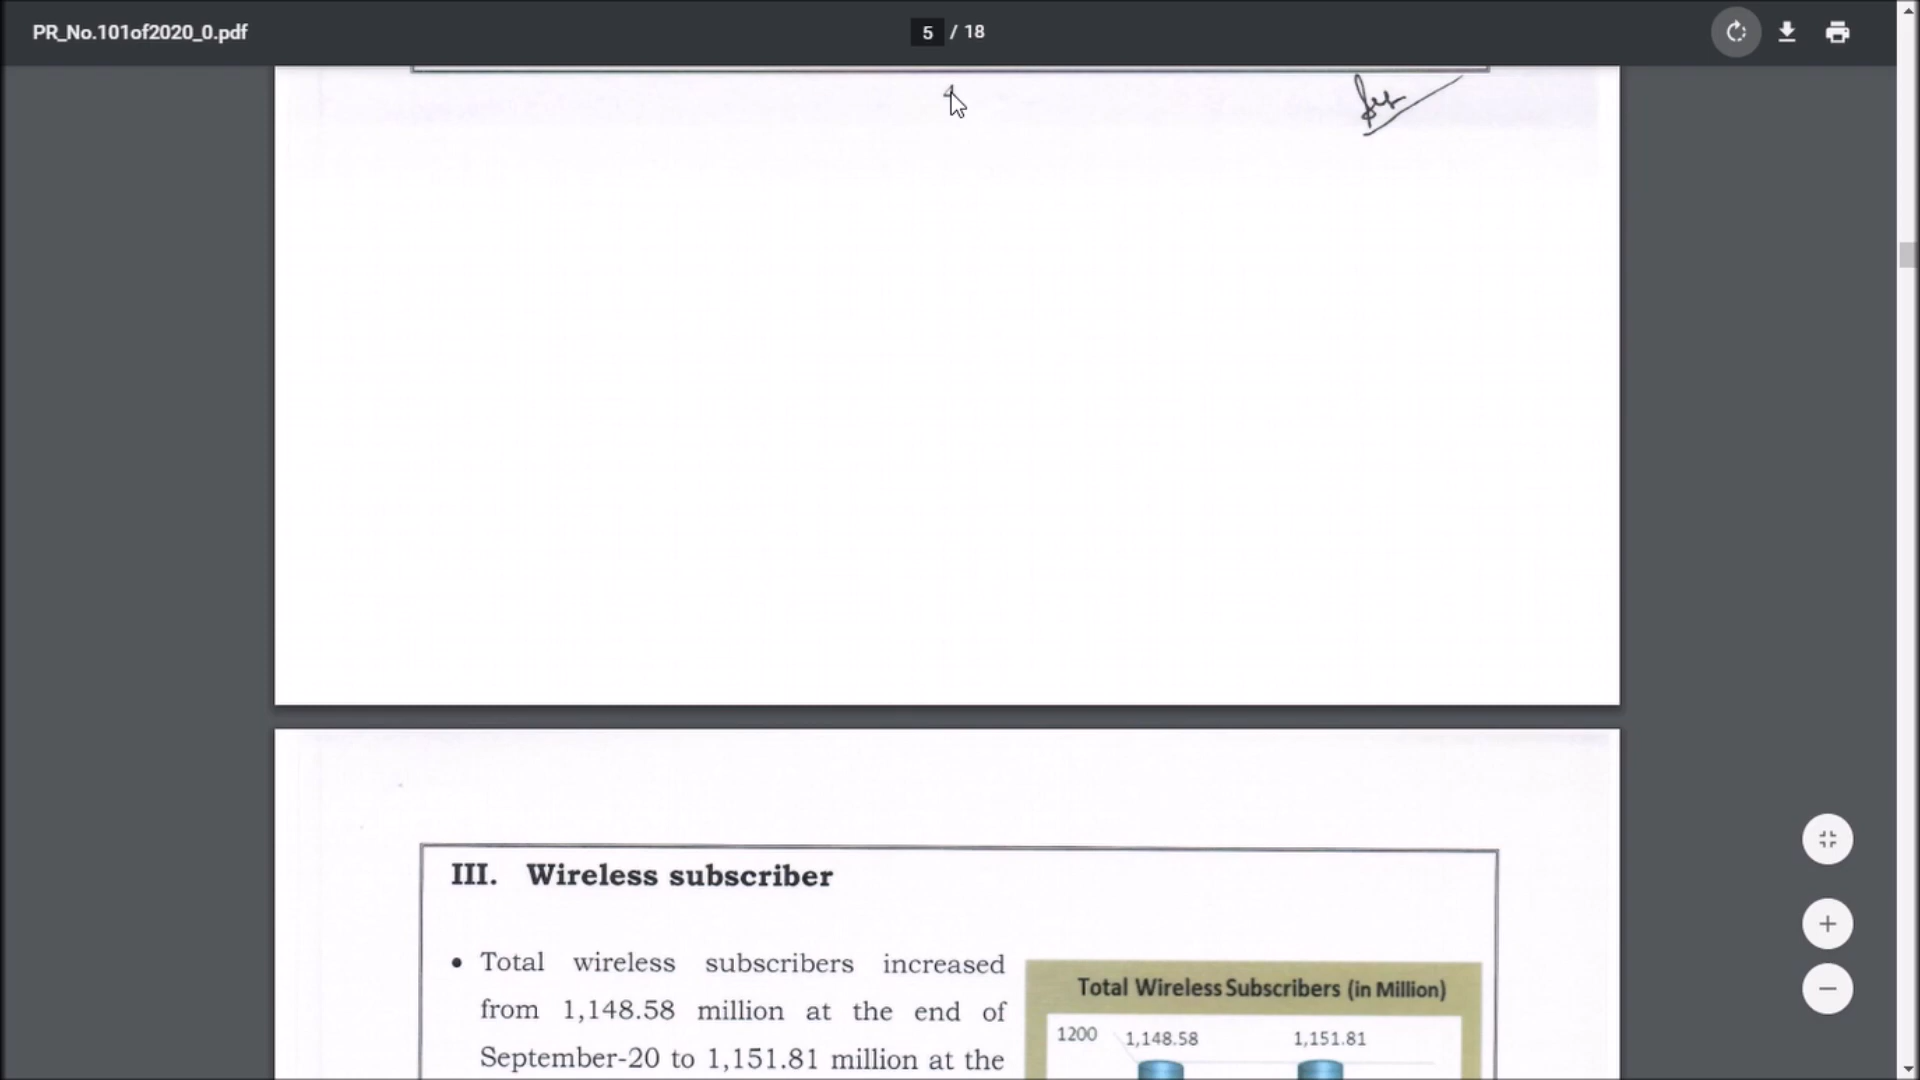 PR_No.101of2020_0.pdf
5 / 18
III. Wireless subscriber
• Total wireless subscribers increased
from 1,148.58 million at the end of
September-20 to 1,151.81 million at the
Total Wireless Subscribers (in Million)
1200
1,148.58
1,151.81